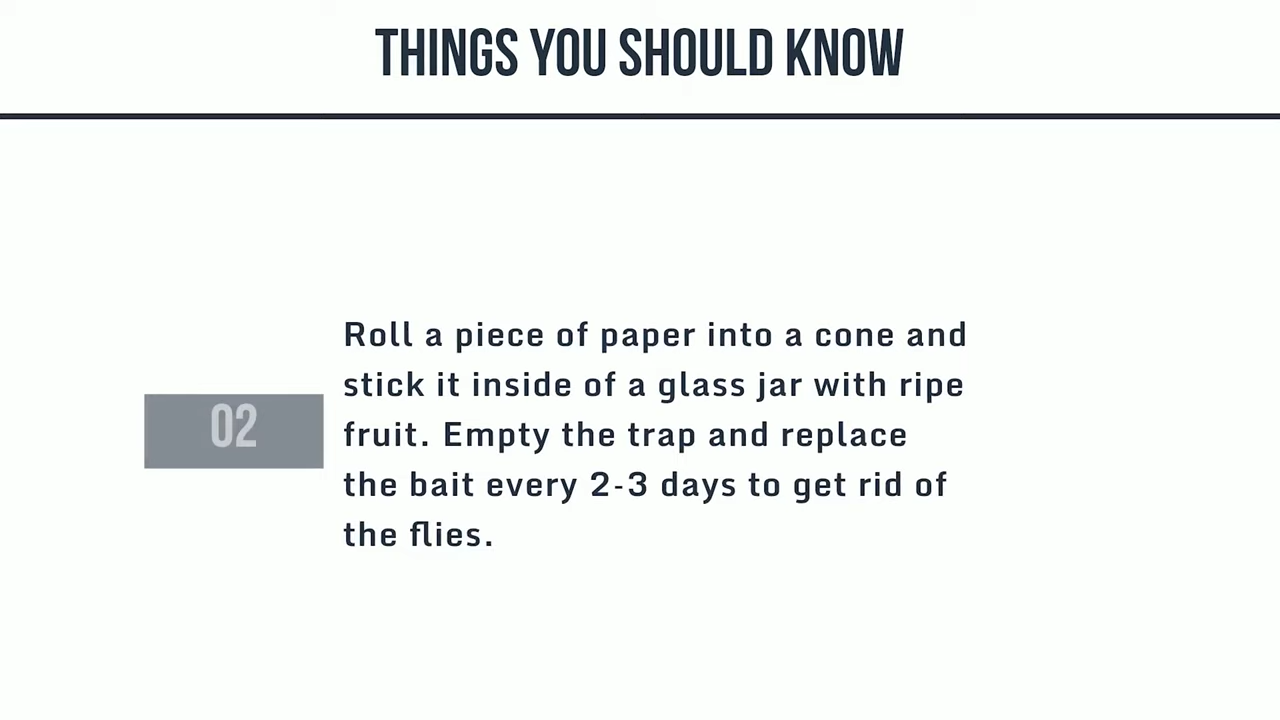 THINGS YOU SHOULD KNOW
02
Roll a piece of paper into a cone and
stick it inside of a glass jar with ripe
fruit. Empty the trap and replace
the bait every 2-3 days to get rid of
the flies.